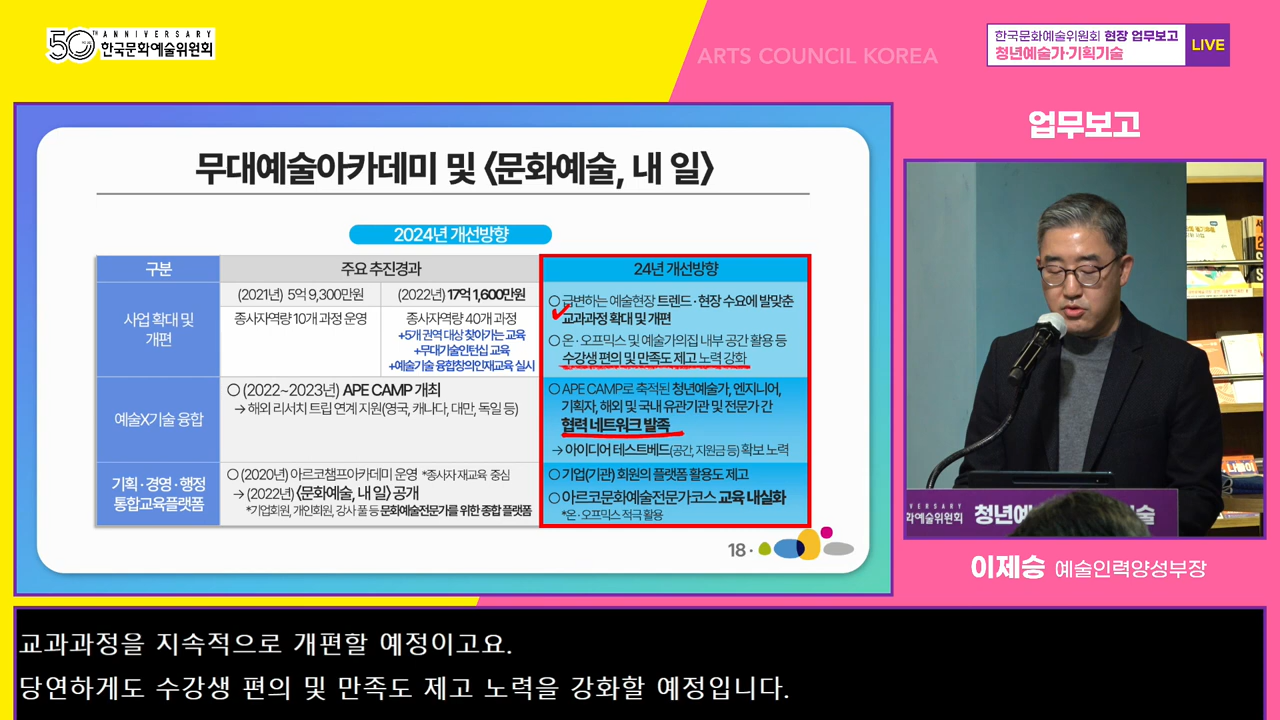 50TH ANNIVERSARY
한국문화예술위원회
ARTS COUNCIL KOREA
한국문화예술위원회 현장 업무보고
청년예술가·기획기술
LIVE
업무보고
무대예술아카데미 및 〈문화예술, 내 일〉
2024년 개선방향
구분
주요 추진경과
24년 개선방향
사업 확대 및
개편
(2021년) 5억 9,300만원
(2022년) 17억 1,600만원
종사자역량 10개 과정 운영
종사자역량 40개 과정
+5개 권역 대상 찾아가는 교육
+무대기술인턴십 교육
+예술기술 융합창의인재교육 실시
○ 급변하는 예술현장 트렌드·현장 수요에 발맞춘
교과과정 확대 및 개편
○ 온·오프믹스 및 예술가의집 내부 공간 활용 등
수강생 편의 및 만족도 제고 노력 강화
예술X기술 융합
○ (2022~2023년) APE CAMP 개최
→ 해외 리서치 트립 연계 지원(영국, 캐나다, 대만, 독일 등)
○ APE CAMP로 축적된 청년예술가, 엔지니어,
기획자, 해외 및 국내 유관기관 및 전문가 간
협력 네트워크 발족
→ 아이디어 테스트베드(공간, 지원금 등) 확보 노력
기획·경영·행정
통합교육플랫폼
○ (2020년) 아르코챔프아카데미 운영 *종사자 재교육 중심
→ (2022년) 〈문화예술, 내 일〉 공개
*기업회원, 개인회원, 강사 풀 등 문화예술전문가를 위한 종합 플랫폼
○ 기업(기관) 회원의 플랫폼 활용도 제고
○ 아르코문화예술전문가코스 교육 내실화
*온·오프믹스 적극 활용
18
VERSARY
화예술위원회
청년예
술
이제승 예술인력양성부장
교과과정을 지속적으로 개편할 예정이고요.
당연하게도 수강생 편의 및 만족도 제고 노력을 강화할 예정입니다.